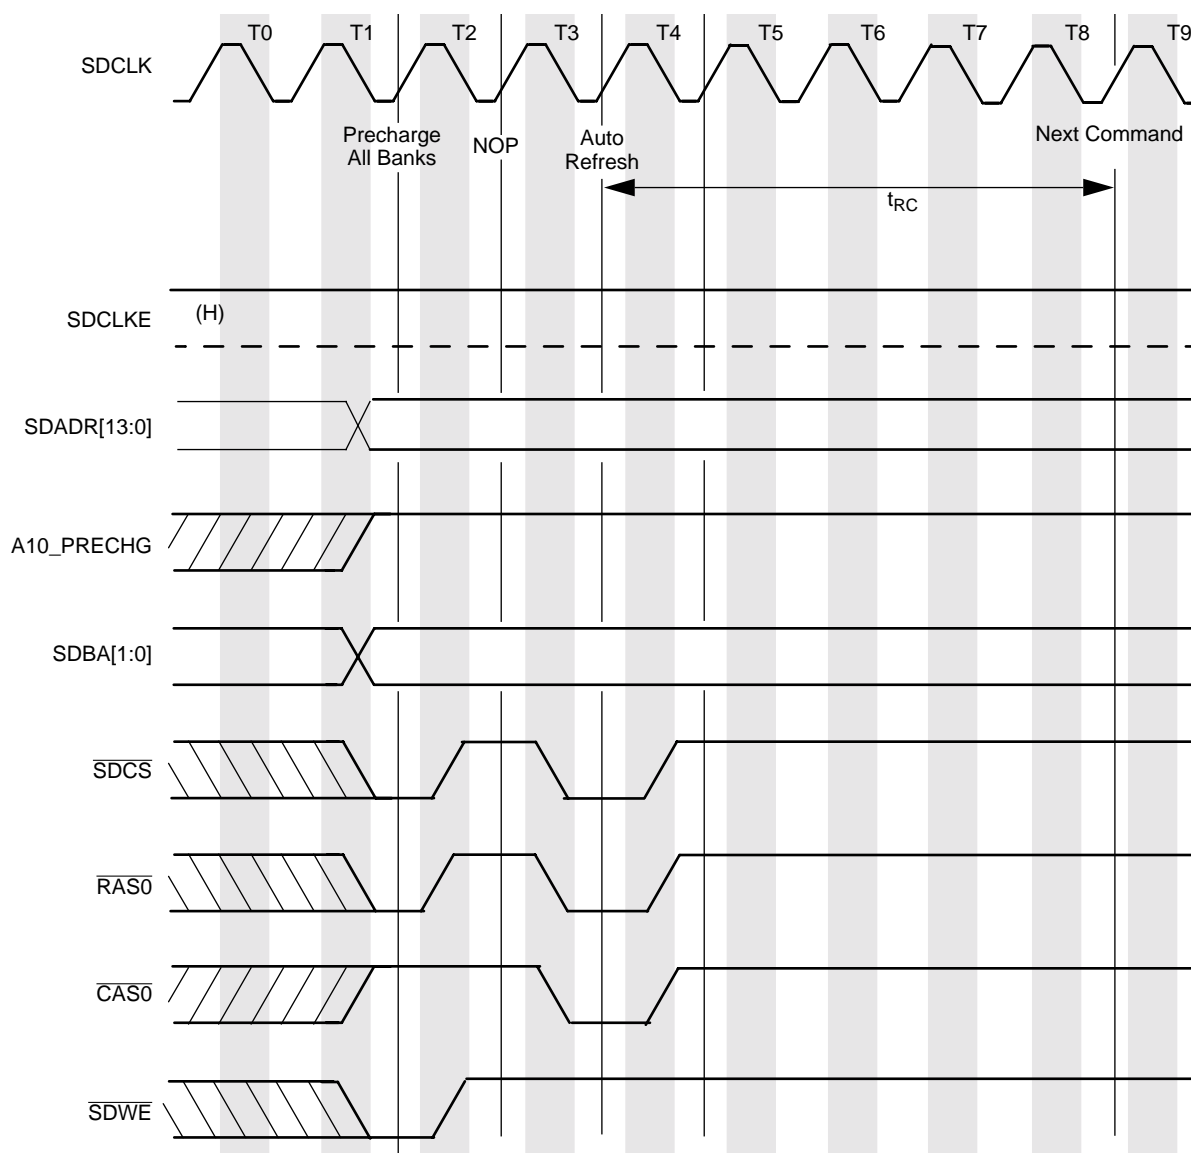 T0 T1 T2 T3 T4 T5 T6 T7 T8 T9
SDCLK
Precharge
All Banks
NOP
Auto
Refresh
Next Command
tRC
SDCLKE
(H)
SDADR[13:0]
A10_PRECHG
SDBA[1:0]
SDCS
RAS0
CAS0
SDWE